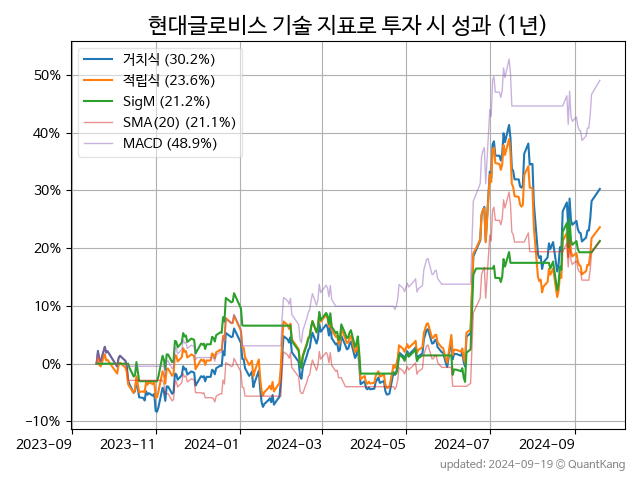 현대글로비스 기술 지표로 투자 시 성과 (1년)
거치식 (30.2%)
적립식 (23.6%)
SigM (21.2%)
SMA(20) (21.1%)
MACD (48.9%)
50%
40%
30%
20%
10%
0%
−10%
2023-09 2023-11 2024-01 2024-03 2024-05 2024-07 2024-09
updated: 2024-09-19 © QuantKang